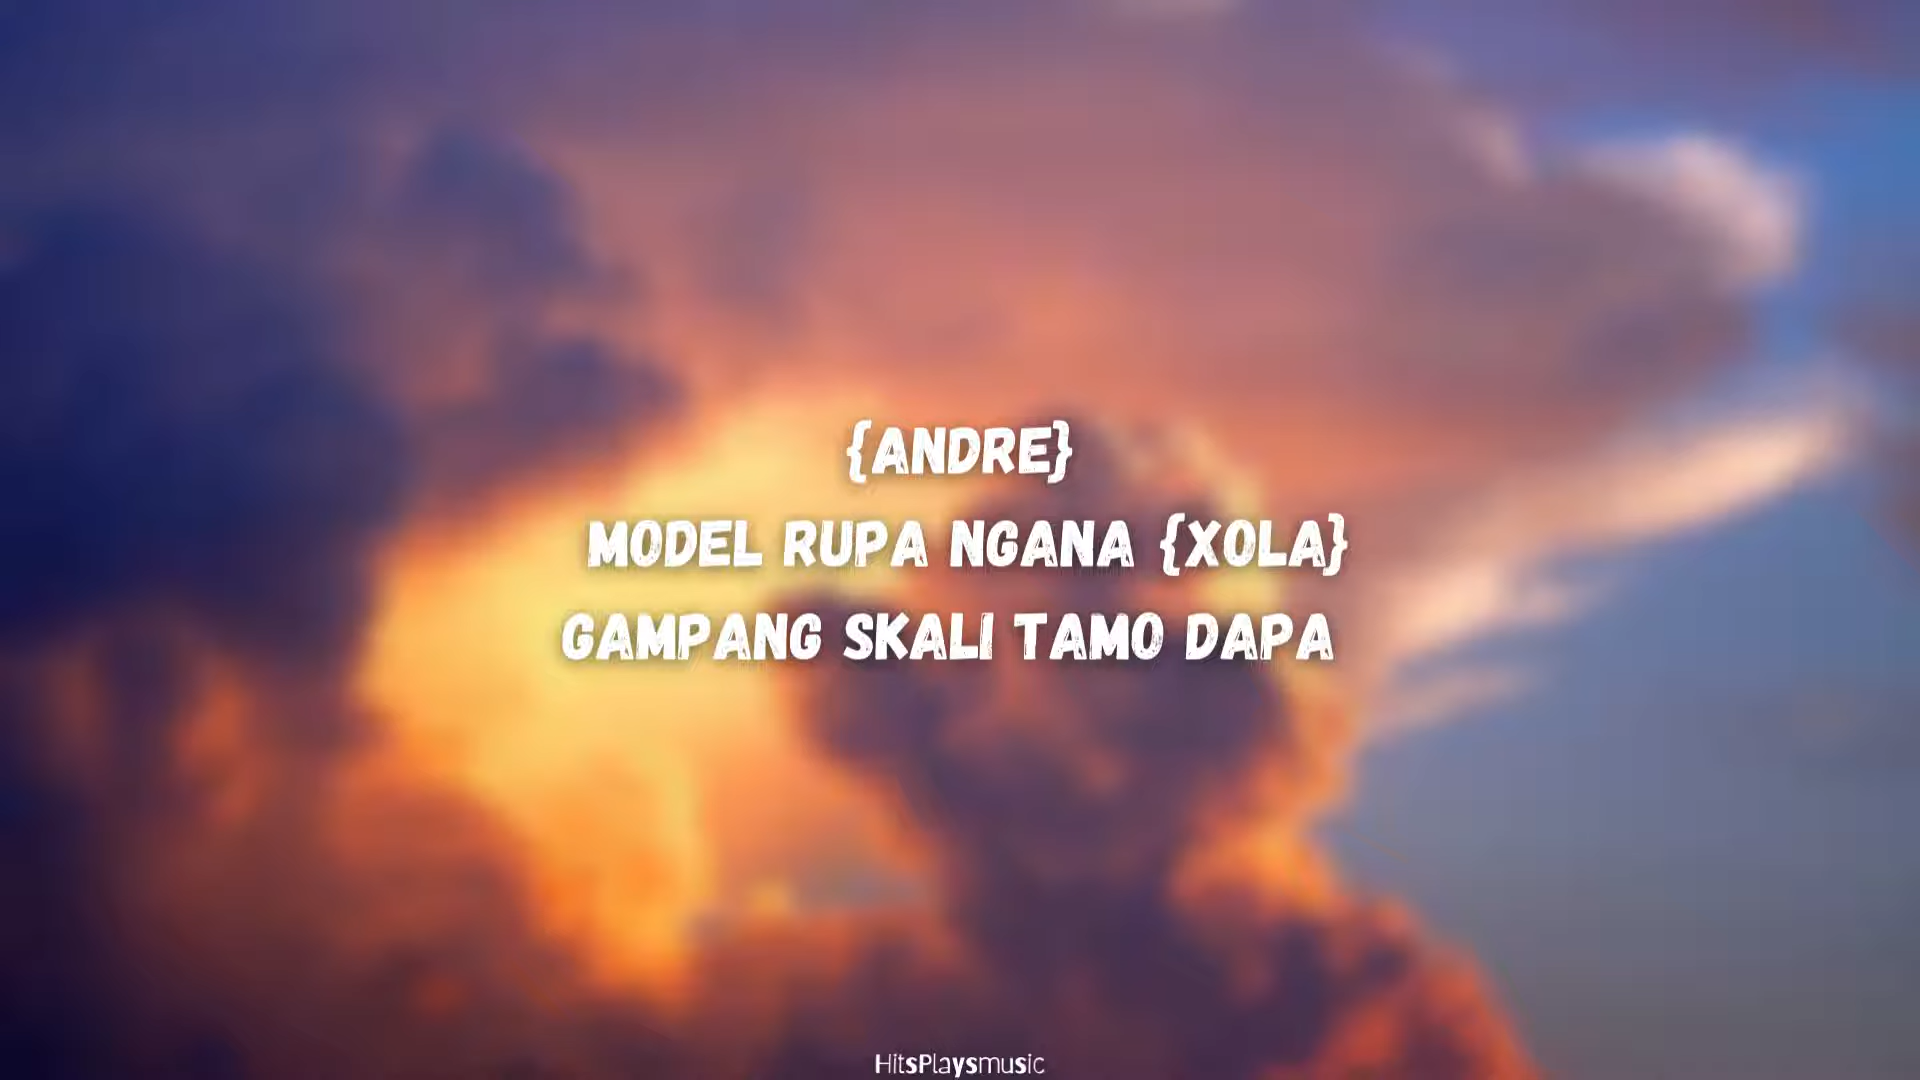 {ANDRE}
MODEL RUPA NGANA {XOLA}
GAMPANG SKALI TAMO DAPA
HitsPlaysmusic